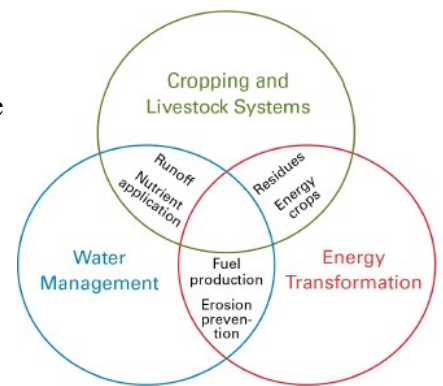 e
Cropping and
Livestock Systems
Runoff
Nutrient
application
Residues
Energy
crops
Water
Management
Fuel
production
Erosion
preven-
tion
Energy
Transformation